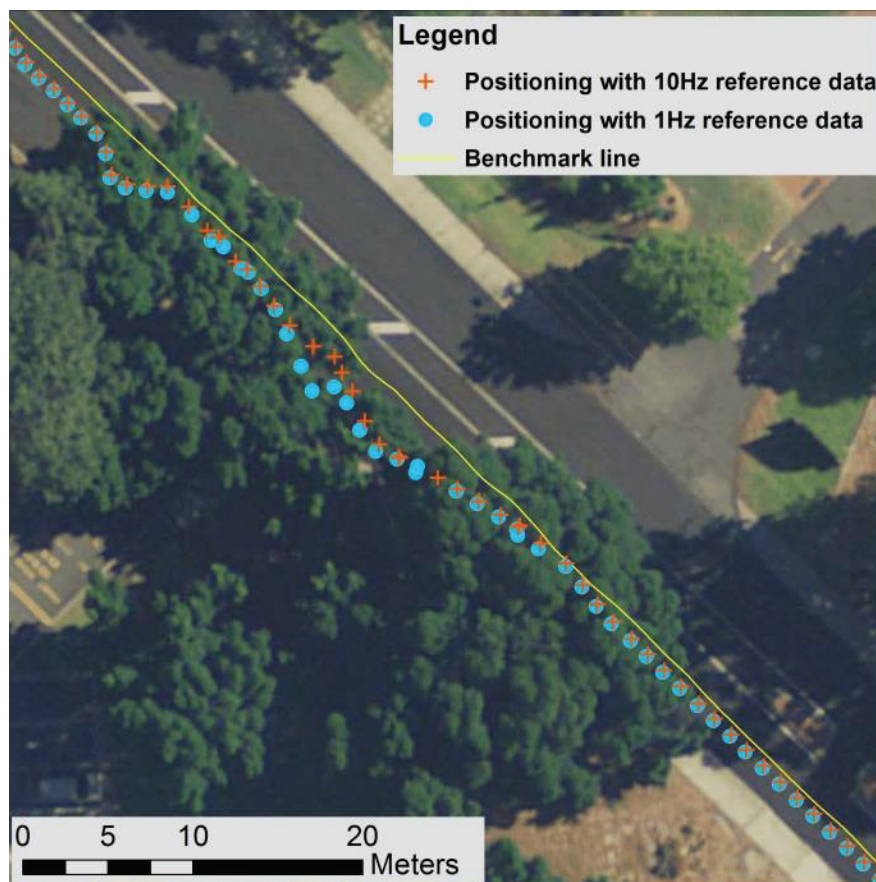 Legend
Positioning with 10Hz reference data
Positioning with 1Hz reference data
Benchmark line
0 5 10 20
Meters